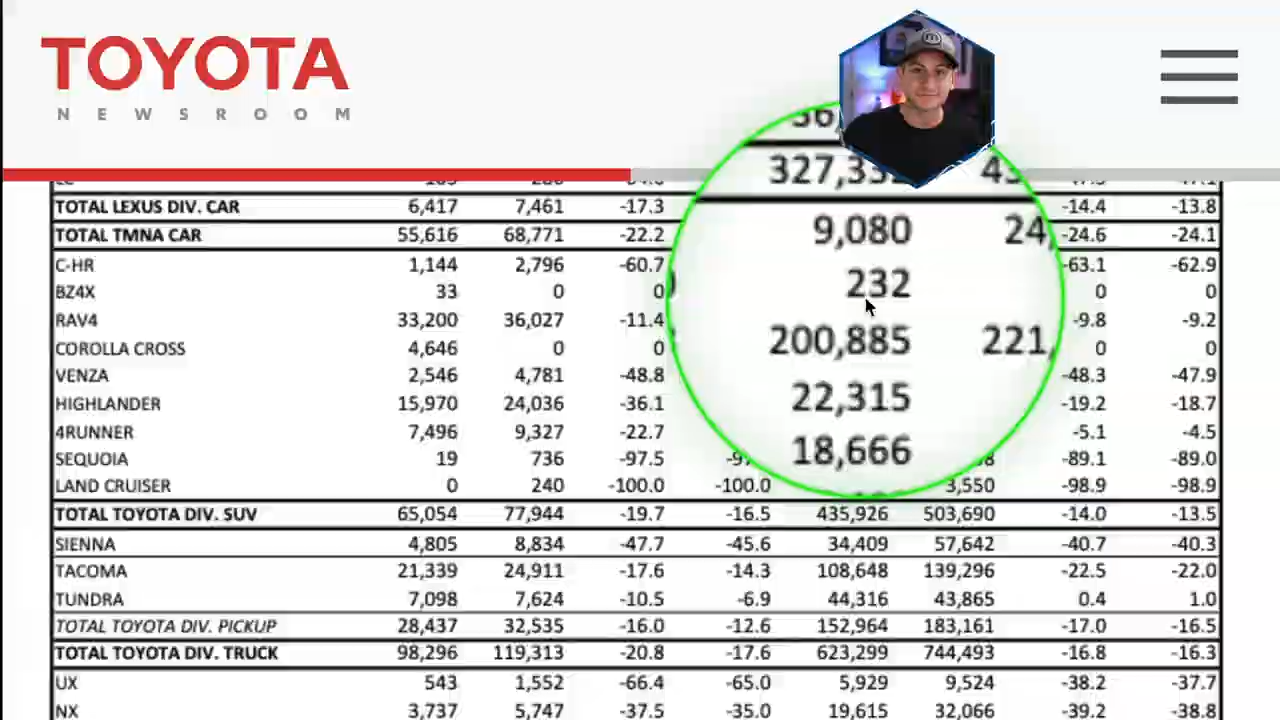 TOYOTA
NEWSROOM
TOTAL LEXUS DIV. CAR 6,417 7,461 -17.3 -14.4 -13.8
TOTAL TMNA CAR 55,616 68,771 -22.2 -24.6 -24.1
C-HR 1,144 2,796 -60.7 9,080 24, -63.1 -62.9
BZ4X 33 0 0 232 0 0
RAV4 33,200 36,027 -11.4 200,885 221, -9.8 -9.2
COROLLA CROSS 4,646 0 0 0 0
VENZA 2,546 4,781 -48.8 22,315 -48.3 -47.9
HIGHLANDER 15,970 24,036 -36.1 -19.2 -18.7
4RUNNER 7,496 9,327 -22.7 18,666 -5.1 -4.5
SEQUOIA 19 736 -97.5 -89.1 -89.0
LAND CRUISER 0 240 -100.0 -100.0 3,550 -98.9 -98.9
TOTAL TOYOTA DIV. SUV 65,054 77,944 -19.7 -16.5 435,926 503,690 -14.0 -13.5
SIENNA 4,805 8,834 -47.7 -45.6 34,409 57,642 -40.7 -40.3
TACOMA 21,339 24,911 -17.6 -14.3 108,648 139,296 -22.5 -22.0
TUNDRA 7,098 7,624 -10.5 -6.9 44,316 43,865 0.4 1.0
TOTAL TOYOTA DIV. PICKUP 28,437 32,535 -16.0 -12.6 152,964 183,161 -17.0 -16.5
TOTAL TOYOTA DIV. TRUCK 98,296 119,313 -20.8 -17.6 623,299 744,493 -16.8 -16.3
UX 543 1,552 -66.4 -65.0 5,929 9,524 -38.2 -37.7
NX 3,737 5,747 -37.5 -35.0 19,615 32,066 -39.2 -38.8